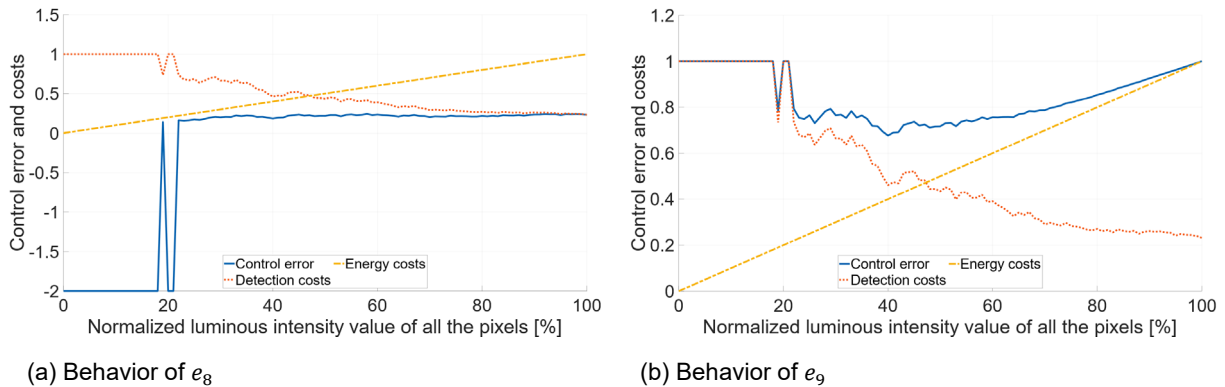 1.5
1
0.5
0
-0.5
-1
-1.5
-2
0
20
40
60
80
100
Control error and costs
Control error
Energy costs
Detection costs
Normalized luminous intensity value of all the pixels [%]
(a) Behavior of e₈
1.2
1
0.8
0.6
0.4
0.2
0
0
20
40
60
80
100
Control error and costs
Control error
Energy costs
Detection costs
Normalized luminous intensity value of all the pixels [%]
(b) Behavior of e₉